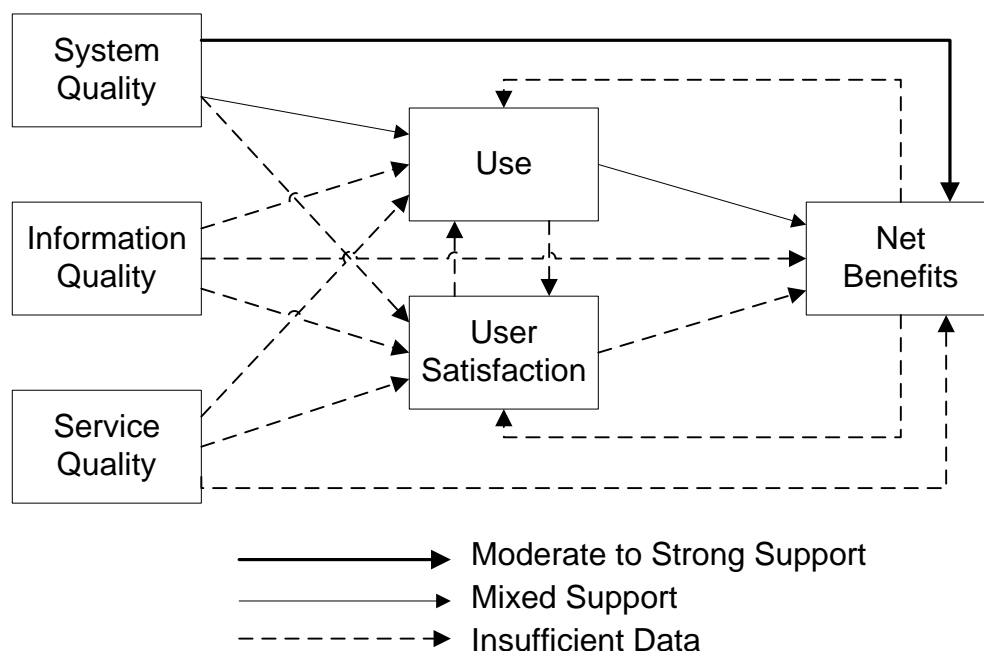 System
Quality
Use
Information
Quality
Net
Benefits
User
Satisfaction
Service
Quality
Moderate to Strong Support
Mixed Support
Insufficient Data